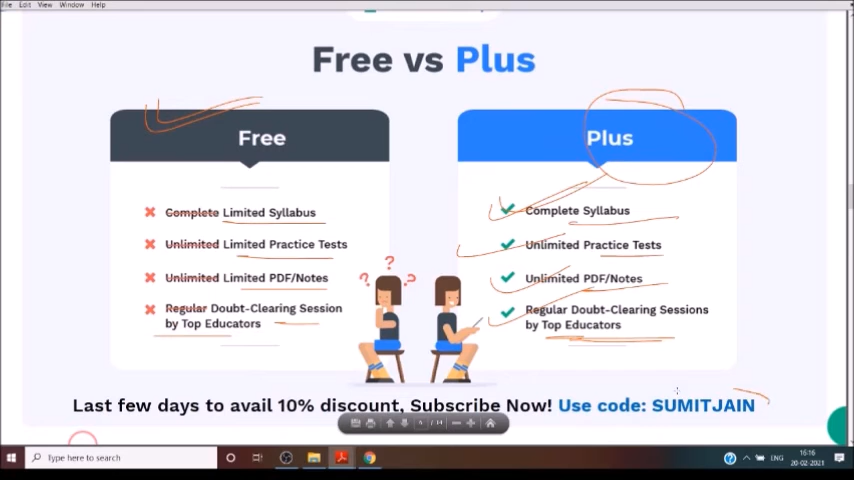 File Edit View Window Help
Free vs Plus
Free
Plus
Complete Limited Syllabus
Unlimited Limited Practice Tests
Unlimited Limited PDF/Notes
Regular Doubt-Clearing Session
by Top Educators
Complete Syllabus
Unlimited Practice Tests
Unlimited PDF/Notes
Regular Doubt-Clearing Sessions
by Top Educators
? ? ?
Last few days to avail 10% discount, Subscribe Now! Use code: SUMITJAIN
/ 14
Type here to search
ENG
16:16
20-02-2021